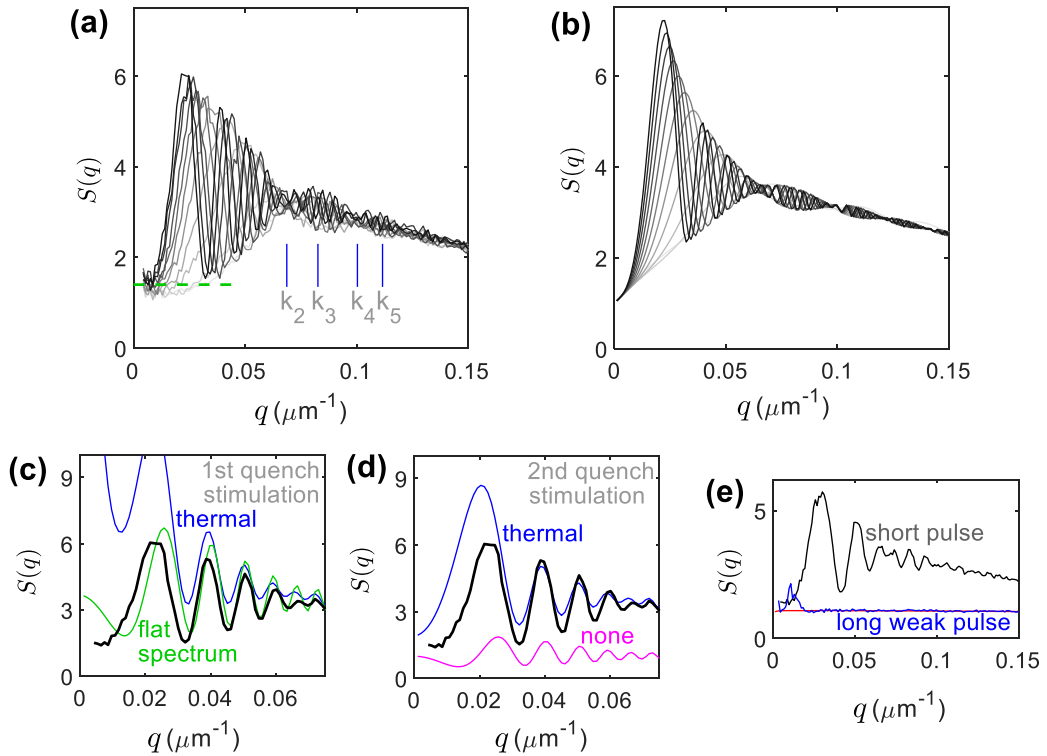 (a)
S(q)
6
4
2
0
k2 k3 k4 k5
0 0.05 0.1 0.15
q (μm-1)
(b)
S(q)
6
4
2
0
0 0.05 0.1 0.15
q (μm-1)
(c)
S(q)
9
6
3
0
1st quench
stimulation
thermal
flat
spectrum
0 0.02 0.04 0.06
q (μm-1)
(d)
S(q)
9
6
3
0
2nd quench
stimulation
thermal
none
0 0.02 0.04 0.06
q (μm-1)
(e)
S(q)
5
0
short pulse
long weak pulse
0 0.05 0.1 0.15
q (μm-1)